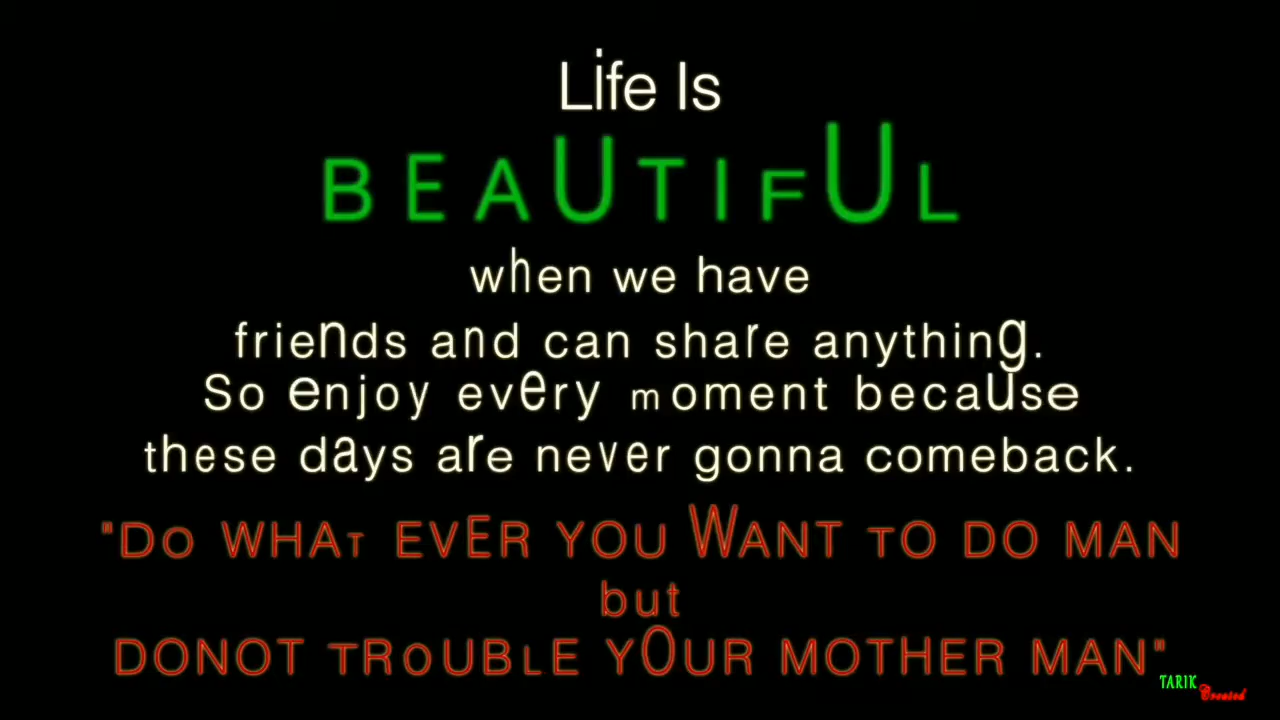 Life Is
BEAUTIFUL
when we have
friends and can share anything.
So enjoy every moment because
these days are never gonna comeback.
"DO WHAT EVER YOU WANT TO DO MAN
but
DONOT TROUBLE YOUR MOTHER MAN"
TARIK Created